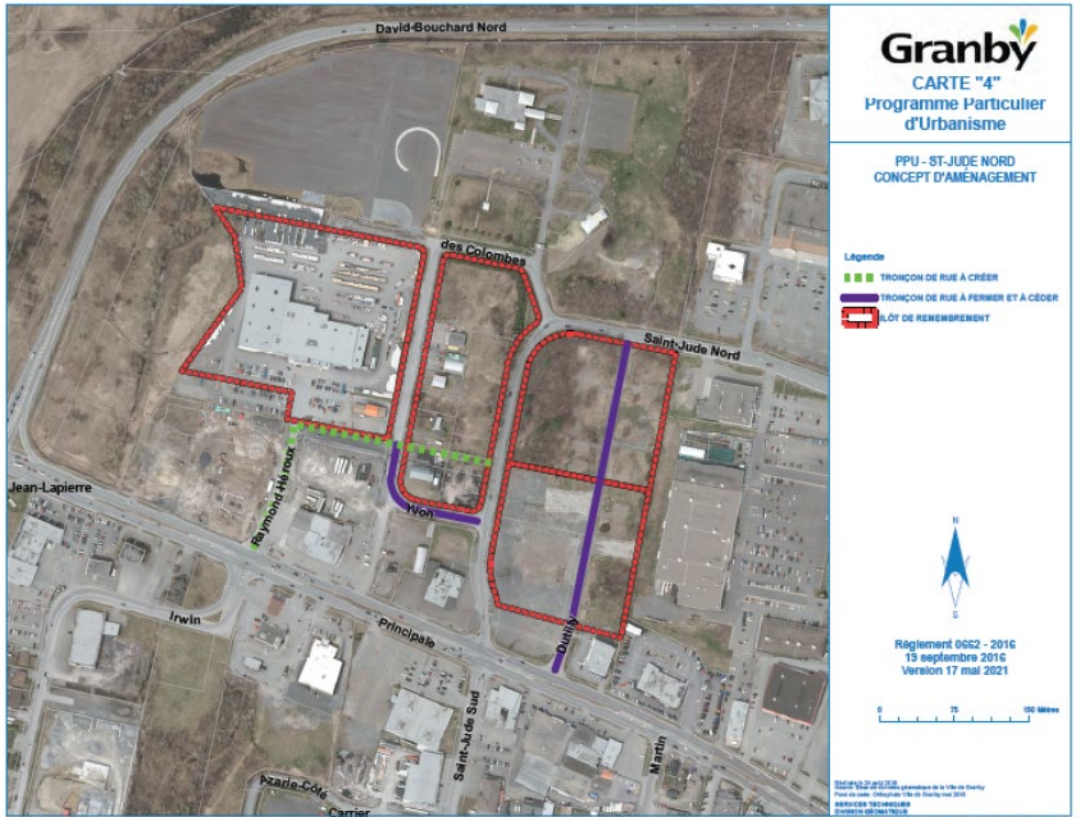 David-Bouchard Nord
des Colombes
Saint-Jude Nord
Jean-Lapierre
Raymond Héroux
Yvon
Irwin
Principale
Dutilly
Saint-Jude Sud
Martin
Azarie-Côté
Carrier
Granby
CARTE "4"
Programme Particulier
d'Urbanisme
PPU - ST-JUDE NORD
CONCEPT D'AMÉNAGEMENT
Légende
TRONÇON DE RUE À CRÉER
TRONÇON DE RUE À FERMER ET À CÉDER
ILÔT DE REMEMBREMENT
N
S
Règlement 0662 - 2016
19 septembre 2016
Version 17 mai 2021
0 75 150 Mètres
SERVICES TECHNIQUES
DIVISION GÉOMATIQUE